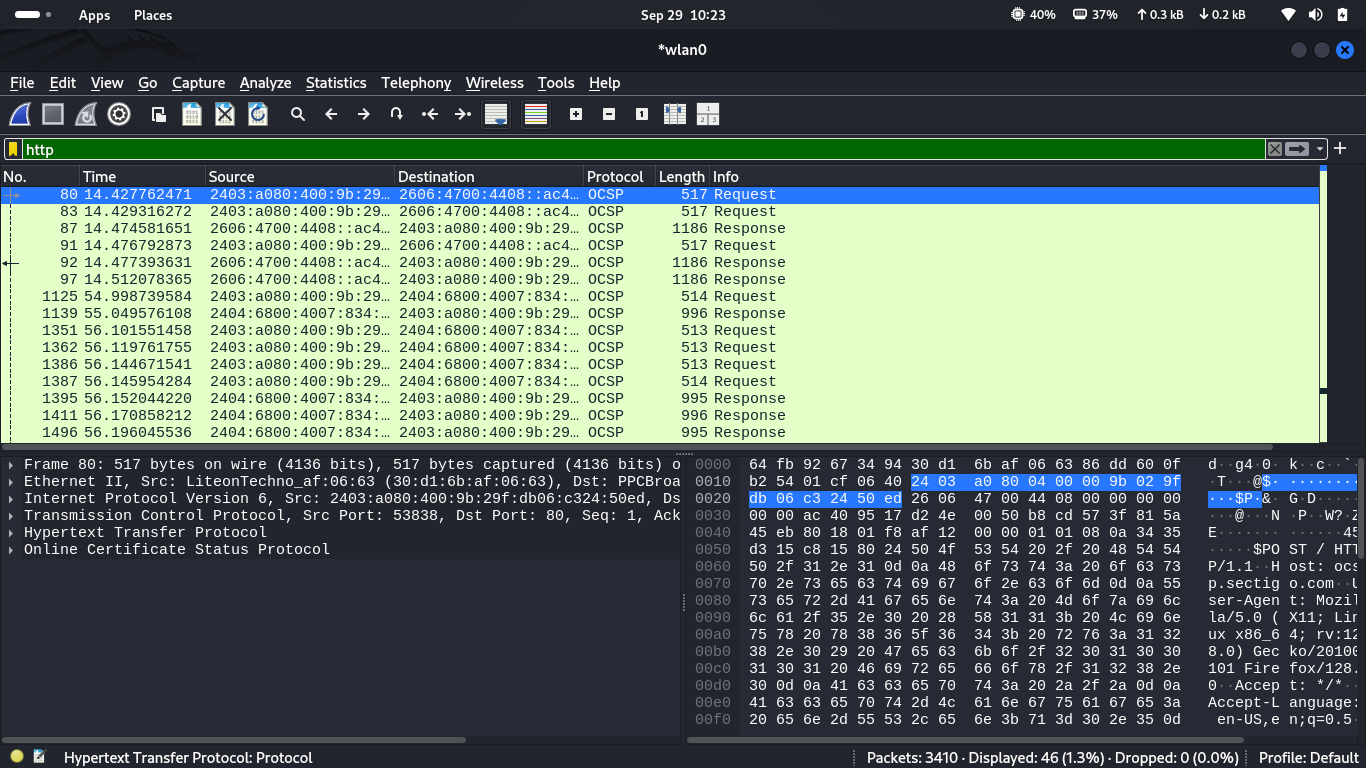 Apps Places Sep 29 10:23 40% 37% ↑ 0.3 kB ↓ 0.2 kB
*wlan0
File Edit View Go Capture Analyze Statistics Telephony Wireless Tools Help
http
No. Time Source Destination Protocol Length Info
80 14.427762471 2403:a080:400:9b:29… 2606:4700:4408::ac4… OCSP 517 Request
83 14.429316272 2403:a080:400:9b:29… 2606:4700:4408::ac4… OCSP 517 Request
87 14.474581651 2606:4700:4408::ac4… 2403:a080:400:9b:29… OCSP 1186 Response
91 14.476792873 2403:a080:400:9b:29… 2606:4700:4408::ac4… OCSP 517 Request
92 14.477393631 2606:4700:4408::ac4… 2403:a080:400:9b:29… OCSP 1186 Response
97 14.512078365 2606:4700:4408::ac4… 2403:a080:400:9b:29… OCSP 1186 Response
1125 54.998739584 2403:a080:400:9b:29… 2404:6800:4007:834:… OCSP 514 Request
1139 55.049576108 2404:6800:4007:834:… 2403:a080:400:9b:29… OCSP 996 Response
1351 56.101551458 2403:a080:400:9b:29… 2404:6800:4007:834:… OCSP 513 Request
1362 56.119761755 2403:a080:400:9b:29… 2404:6800:4007:834:… OCSP 513 Request
1386 56.144671541 2403:a080:400:9b:29… 2404:6800:4007:834:… OCSP 513 Request
1387 56.145954284 2403:a080:400:9b:29… 2404:6800:4007:834:… OCSP 514 Request
1395 56.152044220 2404:6800:4007:834:… 2403:a080:400:9b:29… OCSP 995 Response
1411 56.170858212 2404:6800:4007:834:… 2403:a080:400:9b:29… OCSP 996 Response
1496 56.196045536 2404:6800:4007:834:… 2403:a080:400:9b:29… OCSP 995 Response
Frame 80: 517 bytes on wire (4136 bits), 517 bytes captured (4136 bits) o
Ethernet II, Src: LiteonTechno_af:06:63 (30:d1:6b:af:06:63), Dst: PPCBroa
Internet Protocol Version 6, Src: 2403:a080:400:9b:29f:db06:c324:50ed, Ds
Transmission Control Protocol, Src Port: 53838, Dst Port: 80, Seq: 1, Ack
Hypertext Transfer Protocol
Online Certificate Status Protocol
0000 64 fb 92 67 34 94 30 d1 6b af 06 63 86 dd 60 0f d··g4·0· k··c··`·
0010 b2 54 01 cf 06 40 24 03 a0 80 04 00 00 9b 02 9f ·T···@$· ········
0020 db 06 c3 24 50 ed 26 06 47 00 44 08 00 00 00 00 ···$P·&· G·D·····
0030 00 00 ac 40 95 17 d2 4e 00 50 b8 cd 57 3f 81 5a ···@···N ·P··W?·Z
0040 45 eb 80 18 01 f8 af 12 00 00 01 01 08 0a 34 35 E······· ······45
0050 d3 15 c8 15 80 24 50 4f 53 54 20 2f 20 48 54 54 ·····$PO ST / HTT
0060 50 2f 31 2e 31 0d 0a 48 6f 73 74 3a 20 6f 63 73 P/1.1··H ost: ocs
0070 70 2e 73 65 63 74 69 67 6f 2e 63 6f 6d 0d 0a 55 p.sectig o.com··U
0080 73 65 72 2d 41 67 65 6e 74 3a 20 4d 6f 7a 69 6c ser-Agen t: Mozil
0090 6c 61 2f 35 2e 30 20 28 58 31 31 3b 20 4c 69 6e la/5.0 ( X11; Lin
00a0 75 78 20 78 38 36 5f 36 34 3b 20 72 76 3a 31 32 ux x86_6 4; rv:12
00b0 38 2e 30 29 20 47 65 63 6b 6f 2f 32 30 31 30 30 8.0) Gec ko/20100
00c0 31 30 31 20 46 69 72 65 66 6f 78 2f 31 32 38 2e 101 Fire fox/128.
00d0 30 0d 0a 41 63 63 65 70 74 3a 20 2a 2f 2a 0d 0a 0··Accep t: */*··
00e0 41 63 63 65 70 74 2d 4c 61 6e 67 75 61 67 65 3a Accept-L anguage:
00f0 20 65 6e 2d 55 53 2c 65 6e 3b 71 3d 30 2e 35 0d en-US,e n;q=0.5·
Hypertext Transfer Protocol: Protocol Packets: 3410 · Displayed: 46 (1.3%) · Dropped: 0 (0.0%) Profile: Default